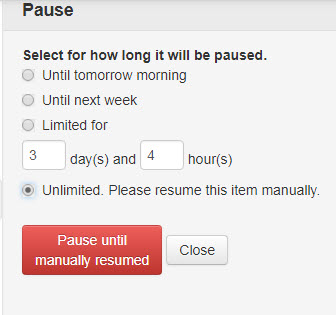 Pause
Select for how long it will be paused.
Until tomorrow morning
Until next week
Limited for
3 day(s) and 4 hour(s)
Unlimited. Please resume this item manually.
Pause until
manually resumed
Close